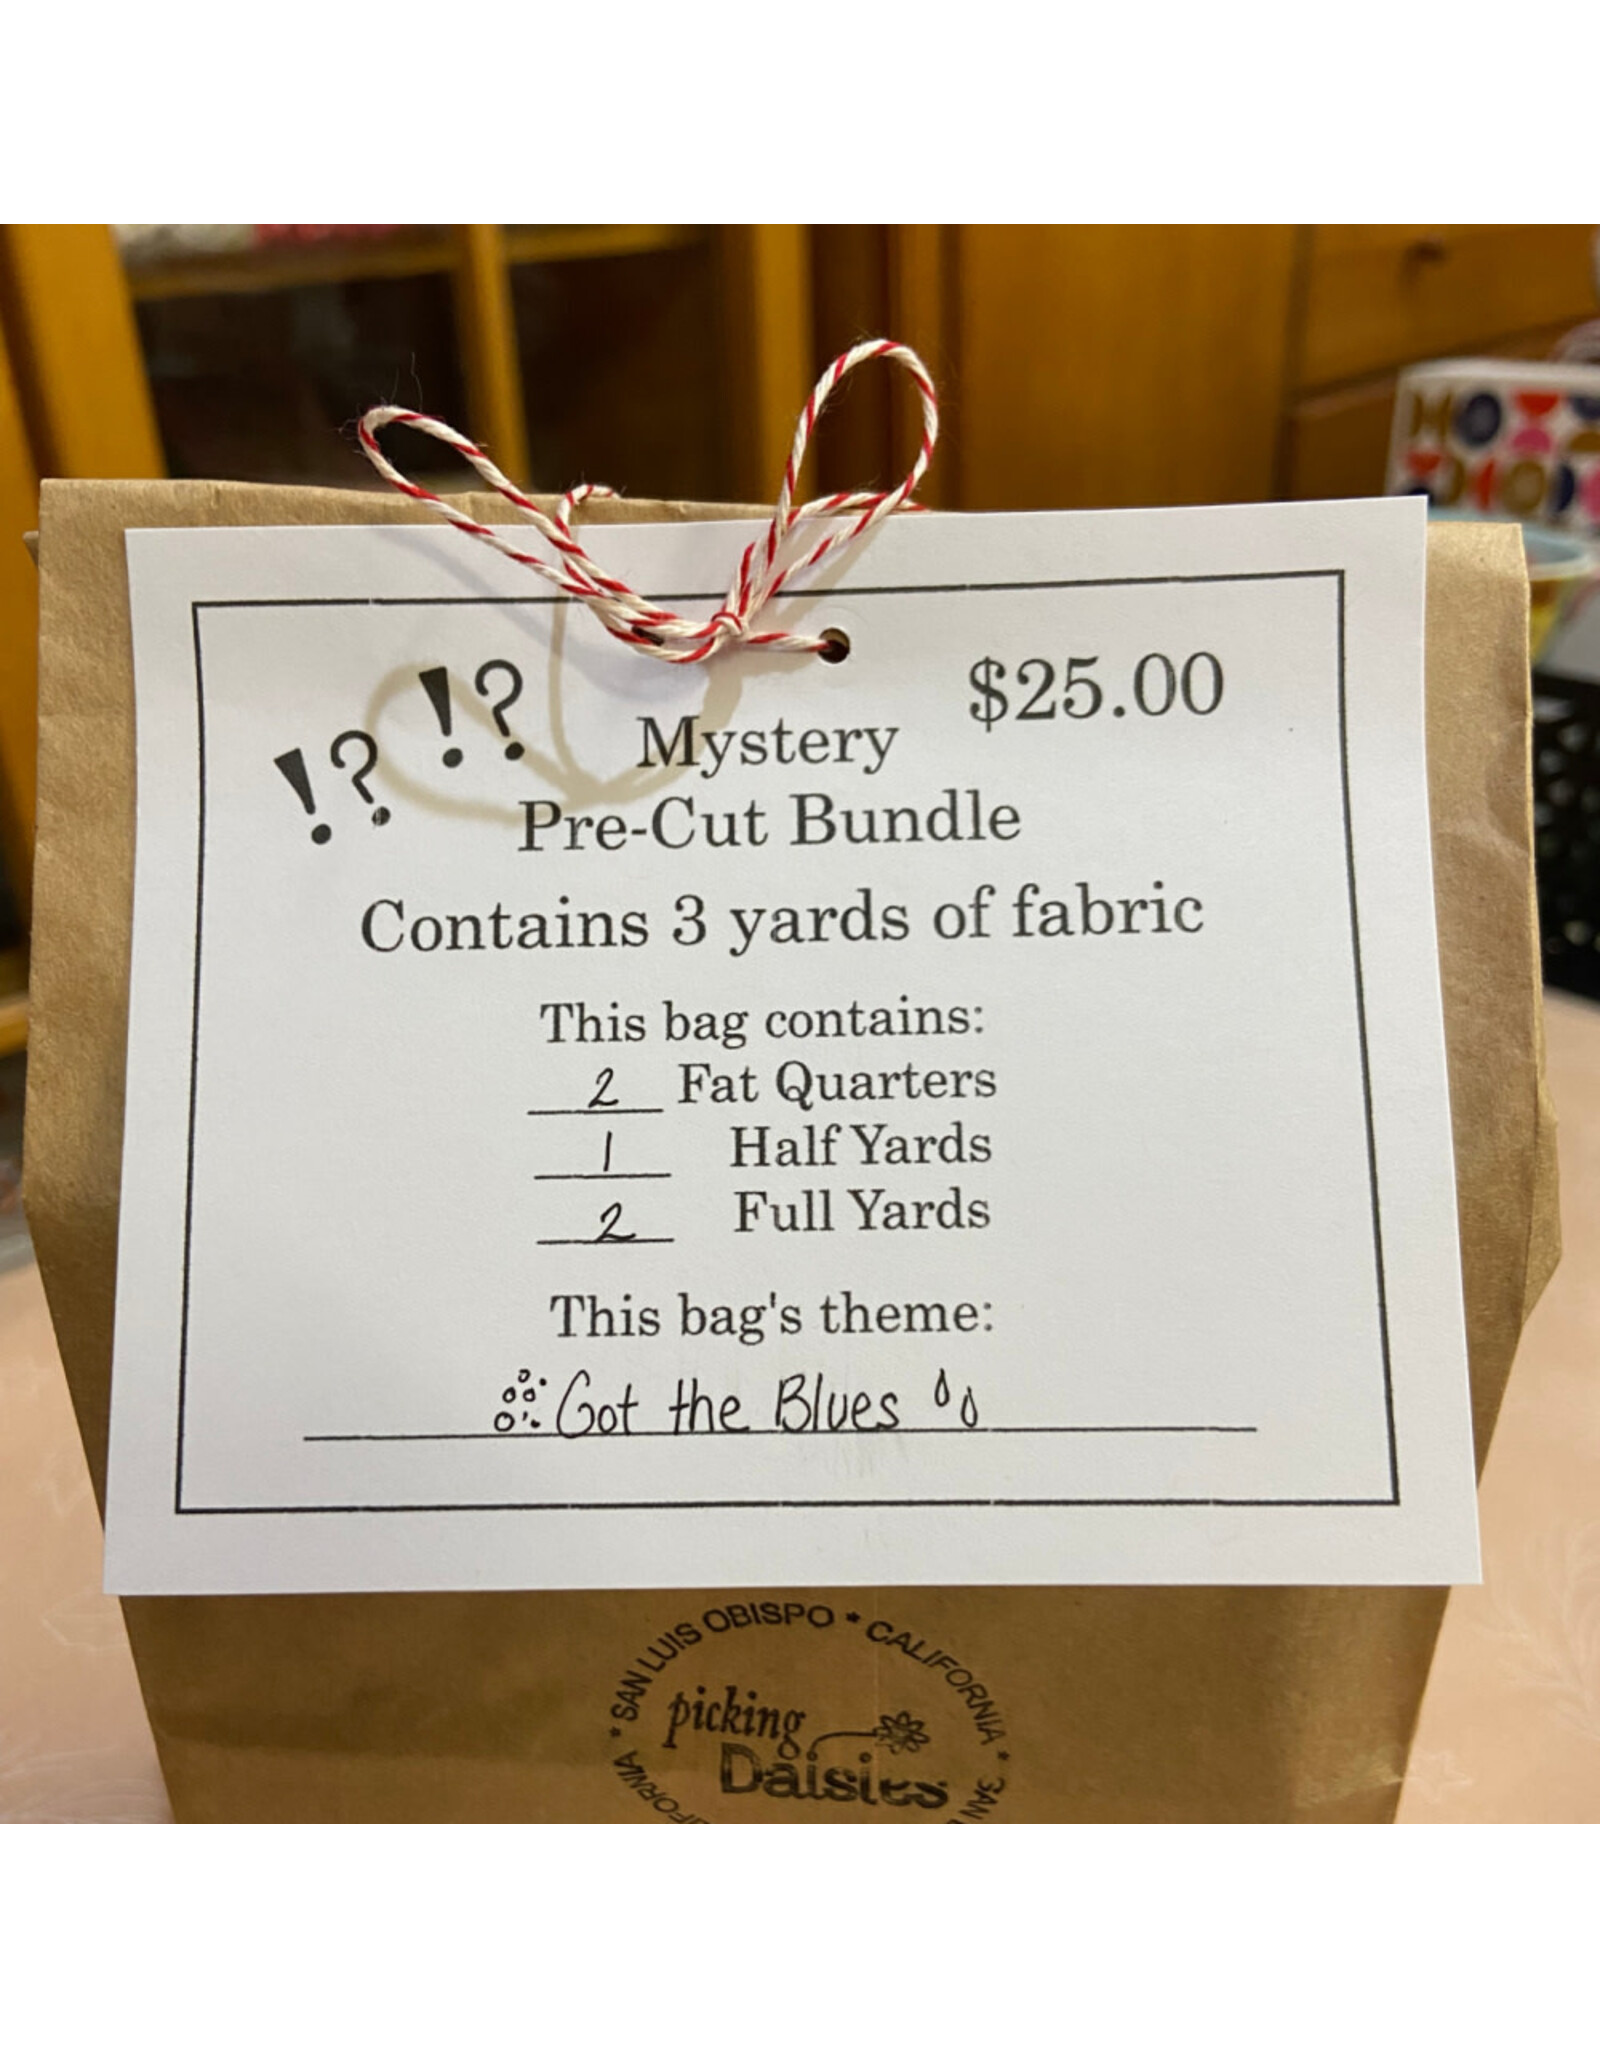 !? !?
$25.00
Mystery
Pre-Cut Bundle
Contains 3 yards of fabric
This bag contains:
2 Fat Quarters
1 Half Yards
2 Full Yards
This bag's theme:
Got the Blues
* SAN LUIS OBISPO * CALIFORNIA * SAN
picking
Daisies